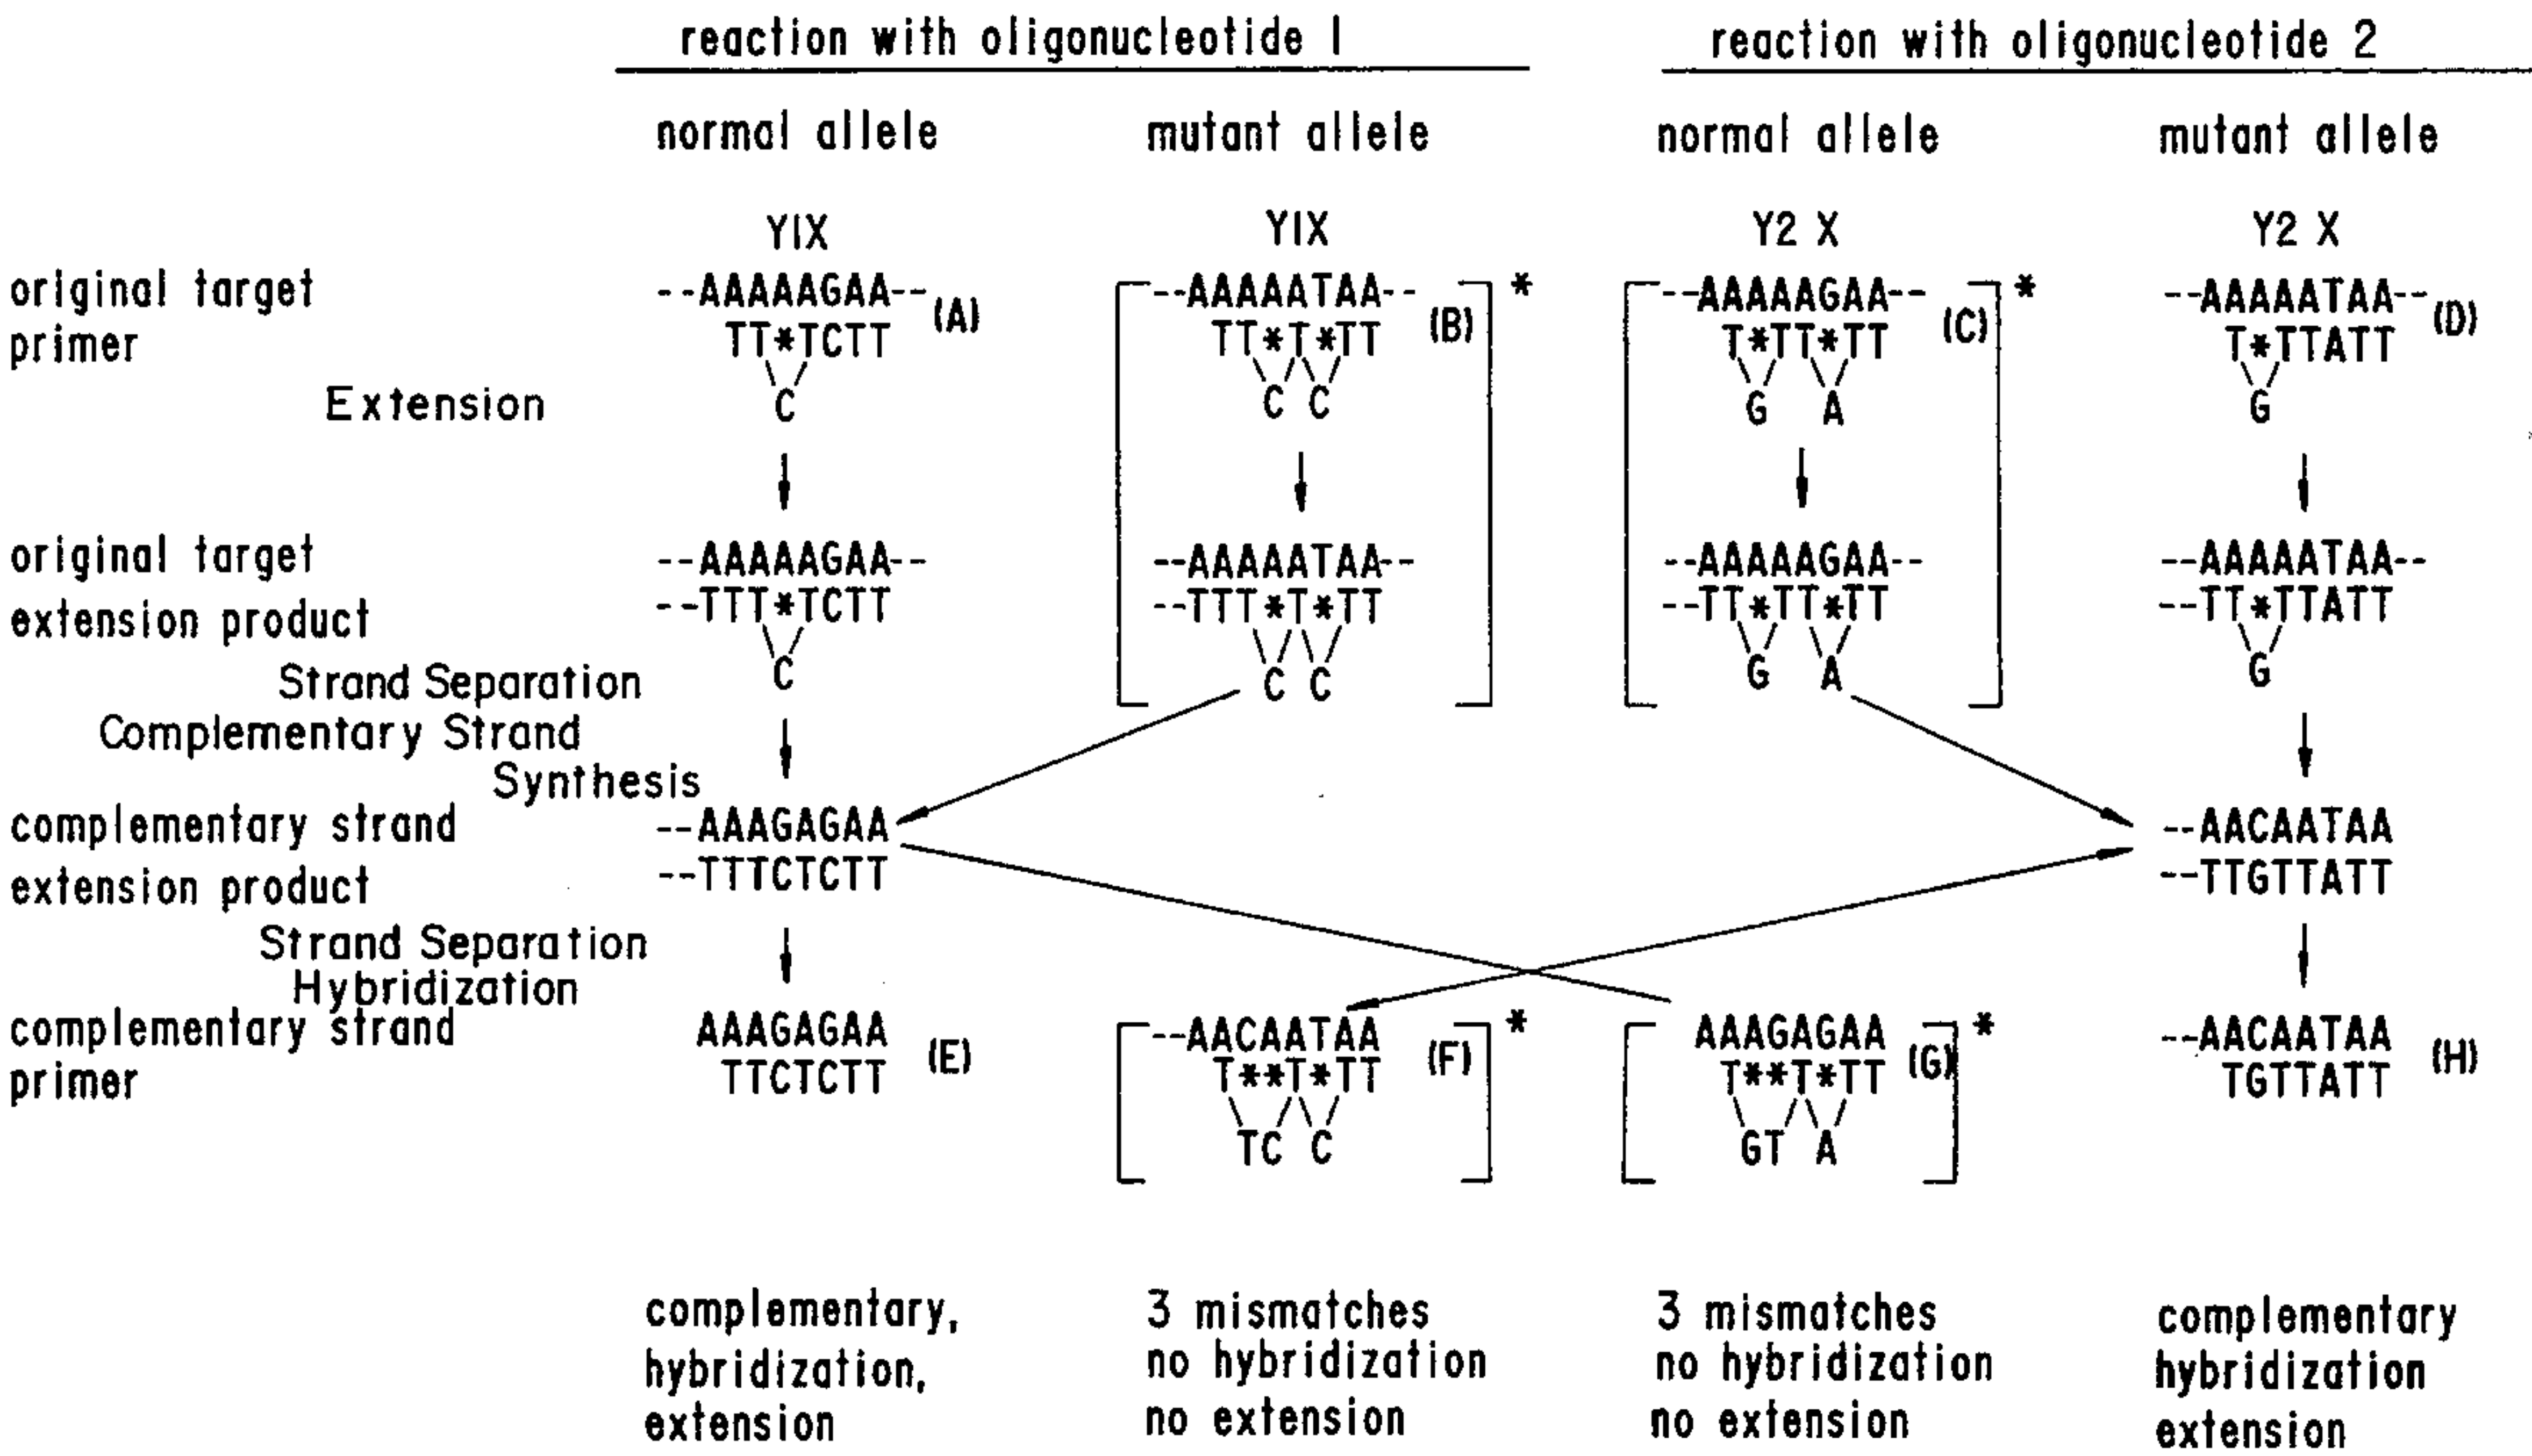 reaction with oligonucleotide 1 reaction with oligonucleotide 2
normal allele mutant allele normal allele mutant allele
Y1X Y1X Y2 X Y2 X
original target --AAAAAGAA-- (A) --AAAAATAA-- * (B) --AAAAAGAA-- * (C) --AAAAATAA-- (D)
primer TT*TCTT TT*T*TT T*TT*TT T*TTATT
Extension C C C G A G
original target --AAAAAGAA-- --AAAAATAA-- --AAAAAGAA-- --AAAAATAA--
extension product --TTT*TCTT --TTT*T*TT --TT*TT*TT --TT*TTATT
Strand Separation C C C G A G
Complementary Strand
Synthesis
complementary strand --AAAGAGAA --AACAATAA
extension product --TTTCTCTT --TTGTTATT
Strand Separation
Hybridization
complementary strand AAAGAGAA (E) --AACAATAA * (F) AAAGAGAA * (G) --AACAATAA (H)
primer TTCTCTT T**T*TT T**T*TT TGTTATT
TC C GT A
complementary, 3 mismatches 3 mismatches complementary
hybridization, no hybridization no hybridization hybridization
extension no extension no extension extension